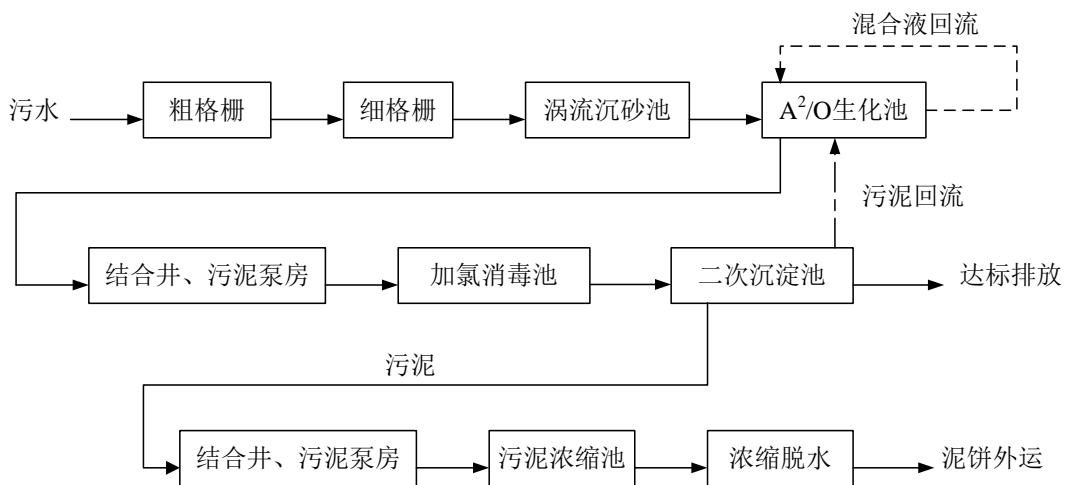 混合液回流
污水
粗格栅
细格栅
涡流沉砂池
A²/O生化池
污泥回流
结合井、污泥泵房
加氯消毒池
二次沉淀池
达标排放
污泥
结合井、污泥泵房
污泥浓缩池
浓缩脱水
泥饼外运